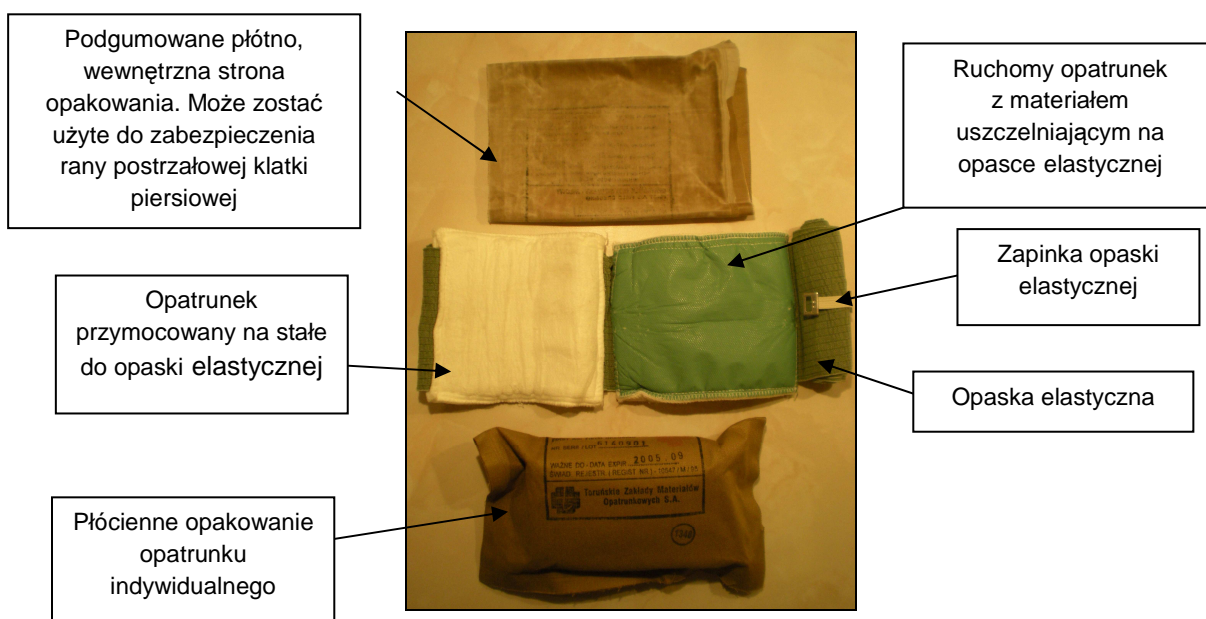 Podgumowane płótno,
wewnętrzna strona
opakowania. Może zostać
użyte do zabezpieczenia
rany postrzałowej klatki
piersiowej
Ruchomy opatrunek
z materiałem
uszczelniającym na
opasce elastycznej
Zapinka opaski
elastycznej
Opatrunek
przymocowany na stałe
do opaski elastycznej
Opaska elastyczna
Płócienne opakowanie
opatrunku
indywidualnego
WAŻNE DO-DATA EXPIR. 2005.09
Toruńskie Zakłady Materiałów
Opatrunkowych S.A.